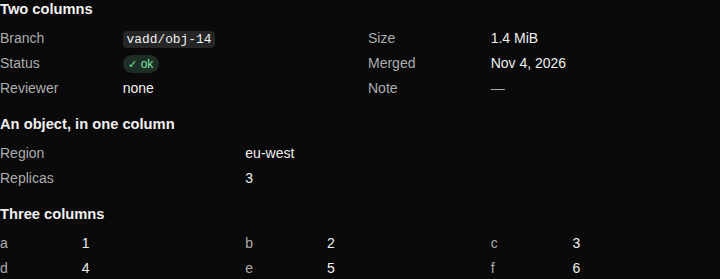 Two columns
Branch vadd/obj-14 Size 1.4 MiB
Status ✓ ok Merged Nov 4, 2026
Reviewer none Note —
An object, in one column
Region eu-west
Replicas 3
Three columns
a 1 b 2 c 3
d 4 e 5 f 6